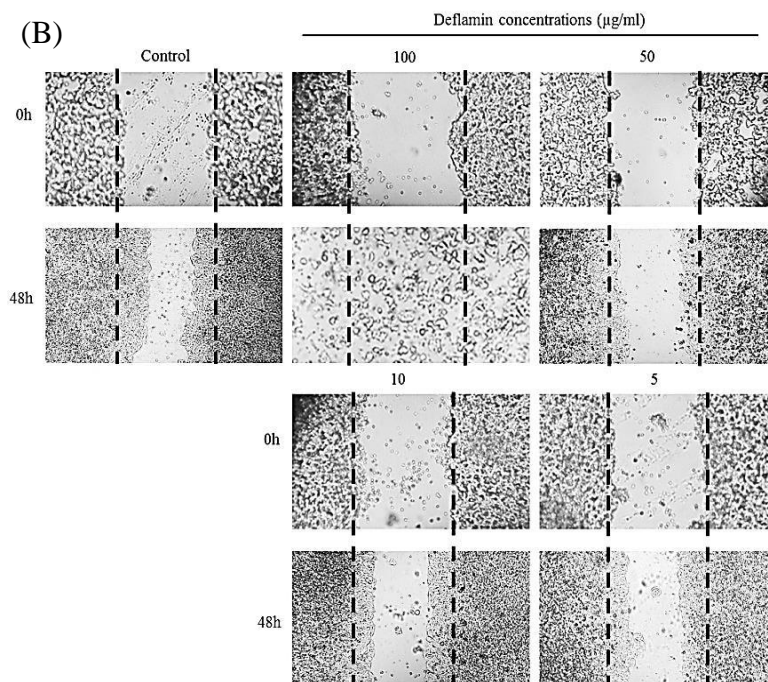 (B)
Deflamin concentrations (µg/ml)
Control
100
50
0h
48h
10
5
0h
48h